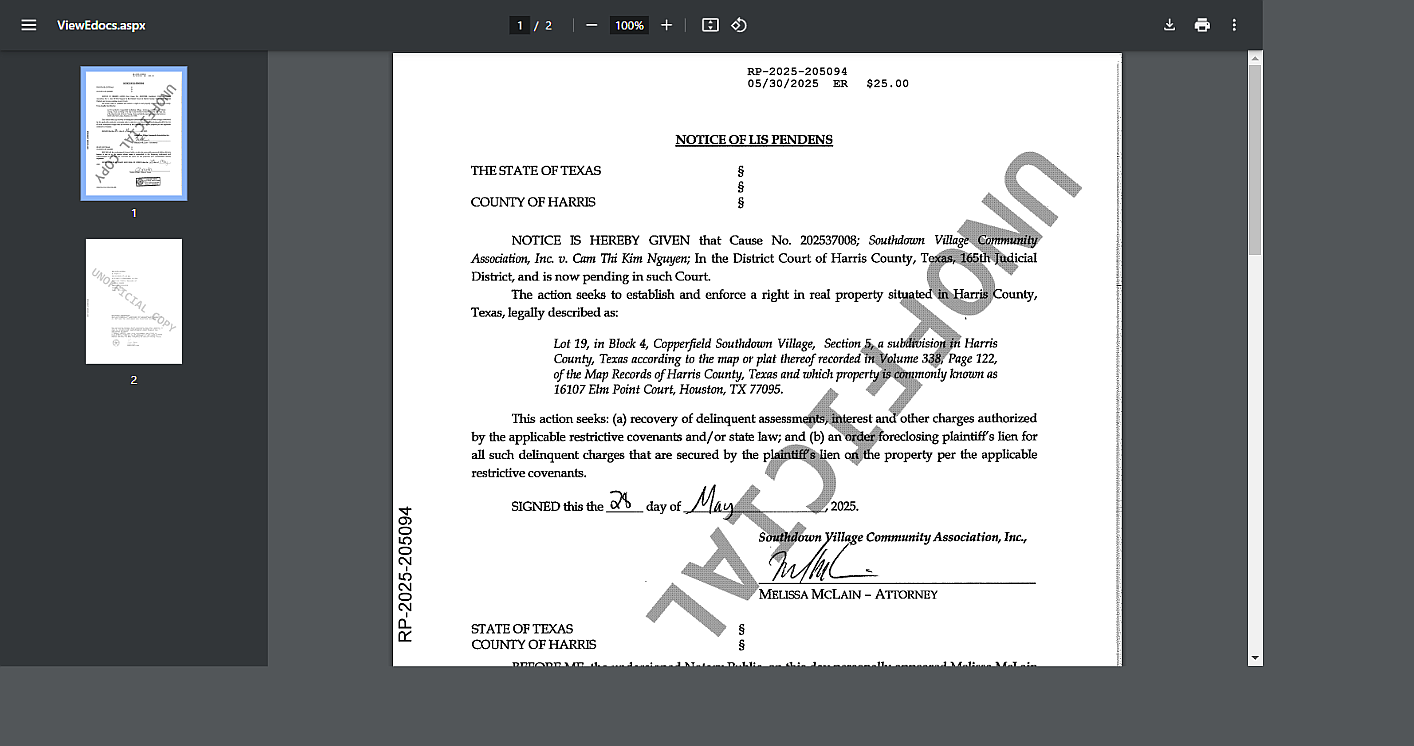 ViewEdocs.aspx
1 / 2
100%
1
2
RP-2025-205094
05/30/2025 ER $25.00
NOTICE OF LIS PENDENS
THE STATE OF TEXAS §
§
COUNTY OF HARRIS §
NOTICE IS HEREBY GIVEN that Cause No. 202537008; Southdown Village Community
Association, Inc. v. Cam Thi Kim Nguyen; In the District Court of Harris County, Texas, 165th Judicial
District, and is now pending in such Court.
The action seeks to establish and enforce a right in real property situated in Harris County,
Texas, legally described as:
Lot 19, in Block 4, Copperfield Southdown Village, Section 5, a subdivision in Harris
County, Texas according to the map or plat thereof recorded in Volume 338, Page 122,
of the Map Records of Harris County, Texas and which property is commonly known as
16107 Elm Point Court, Houston, TX 77095.
This action seeks: (a) recovery of delinquent assessments, interest and other charges authorized
by the applicable restrictive covenants and/or state law; and (b) an order foreclosing plaintiff's lien for
all such delinquent charges that are secured by the plaintiff's lien on the property per the applicable
restrictive covenants.
SIGNED this the 28 day of May, 2025.
Southdown Village Community Association, Inc.,
MELISSA MCLAIN – ATTORNEY
STATE OF TEXAS §
COUNTY OF HARRIS §
BEFORE ME, the undersigned Notary Public, on this day personally appeared Melissa McLain
RP-2025-205094
UNOFFICIAL
UNOFFICIAL COPY
UNOFFICIAL COPY